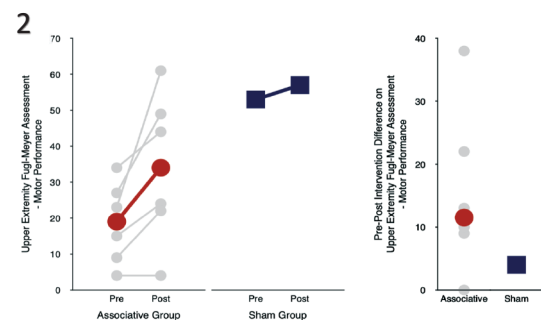 2
Upper Extremity Fugl-Meyer Assessment
- Motor Performance
70
60
50
40
30
20
10
0
Pre
Post
Pre
Post
Associative Group
Sham Group
Pre-Post Intervention Difference on
Upper Extremity Fugl-Meyer Assessment
- Motor Performance
40
30
20
10
0
Associative
Sham